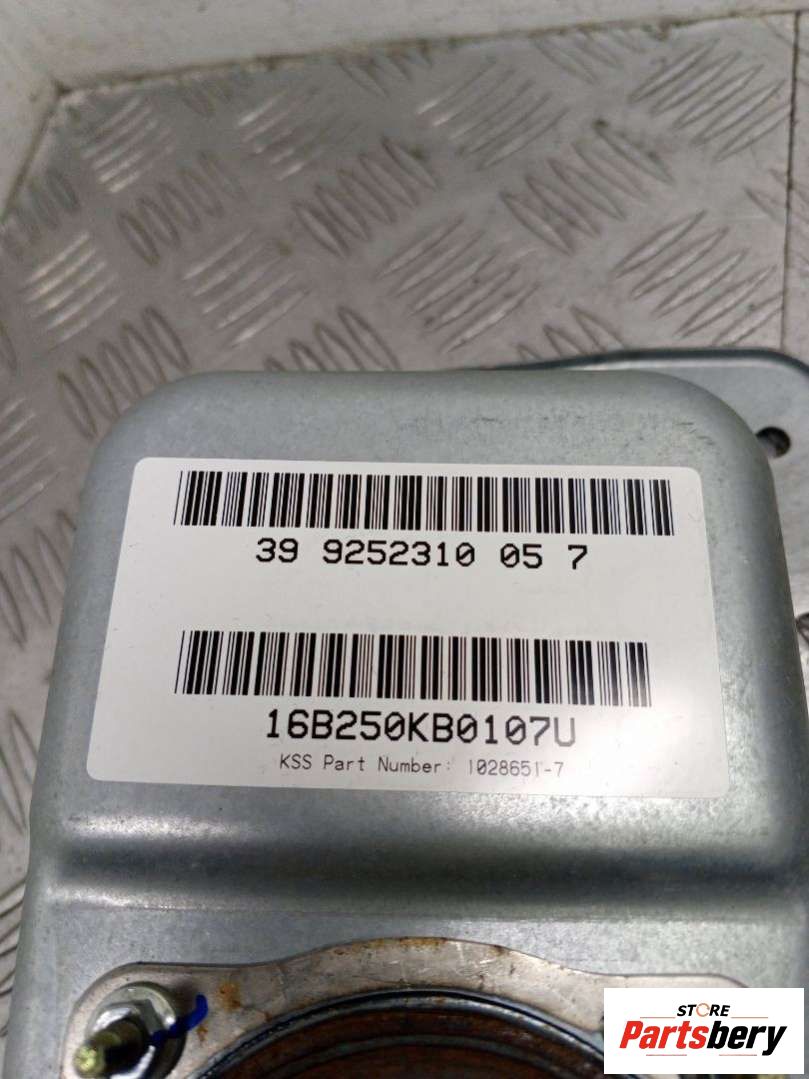 39 9252310 05 7
16B250KB0107U
KSS Part Number: 1028651-7
STORE
Partsbery